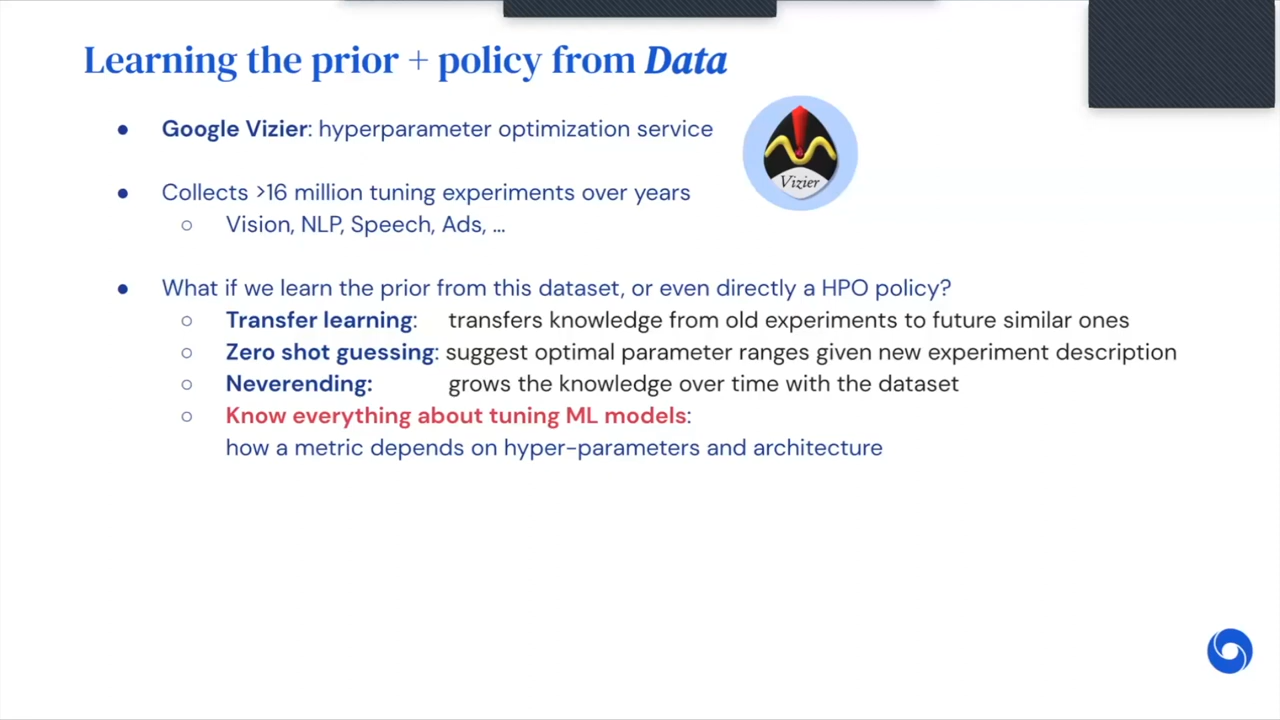 Learning the prior + policy from Data
● Google Vizier: hyperparameter optimization service
Vizier
● Collects >16 million tuning experiments over years
○ Vision, NLP, Speech, Ads, ...
● What if we learn the prior from this dataset, or even directly a HPO policy?
○ Transfer learning: transfers knowledge from old experiments to future similar ones
○ Zero shot guessing: suggest optimal parameter ranges given new experiment description
○ Neverending: grows the knowledge over time with the dataset
○ Know everything about tuning ML models:
how a metric depends on hyper-parameters and architecture